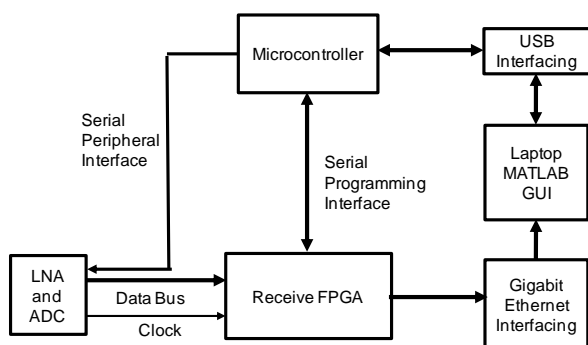 Microcontroller
USB
Interfacing
Serial
Peripheral
Interface
Serial
Programming
Interface
Laptop
MATLAB
GUI
LNA
and
ADC
Data Bus
Clock
Receive FPGA
Gigabit
Ethernet
Interfacing